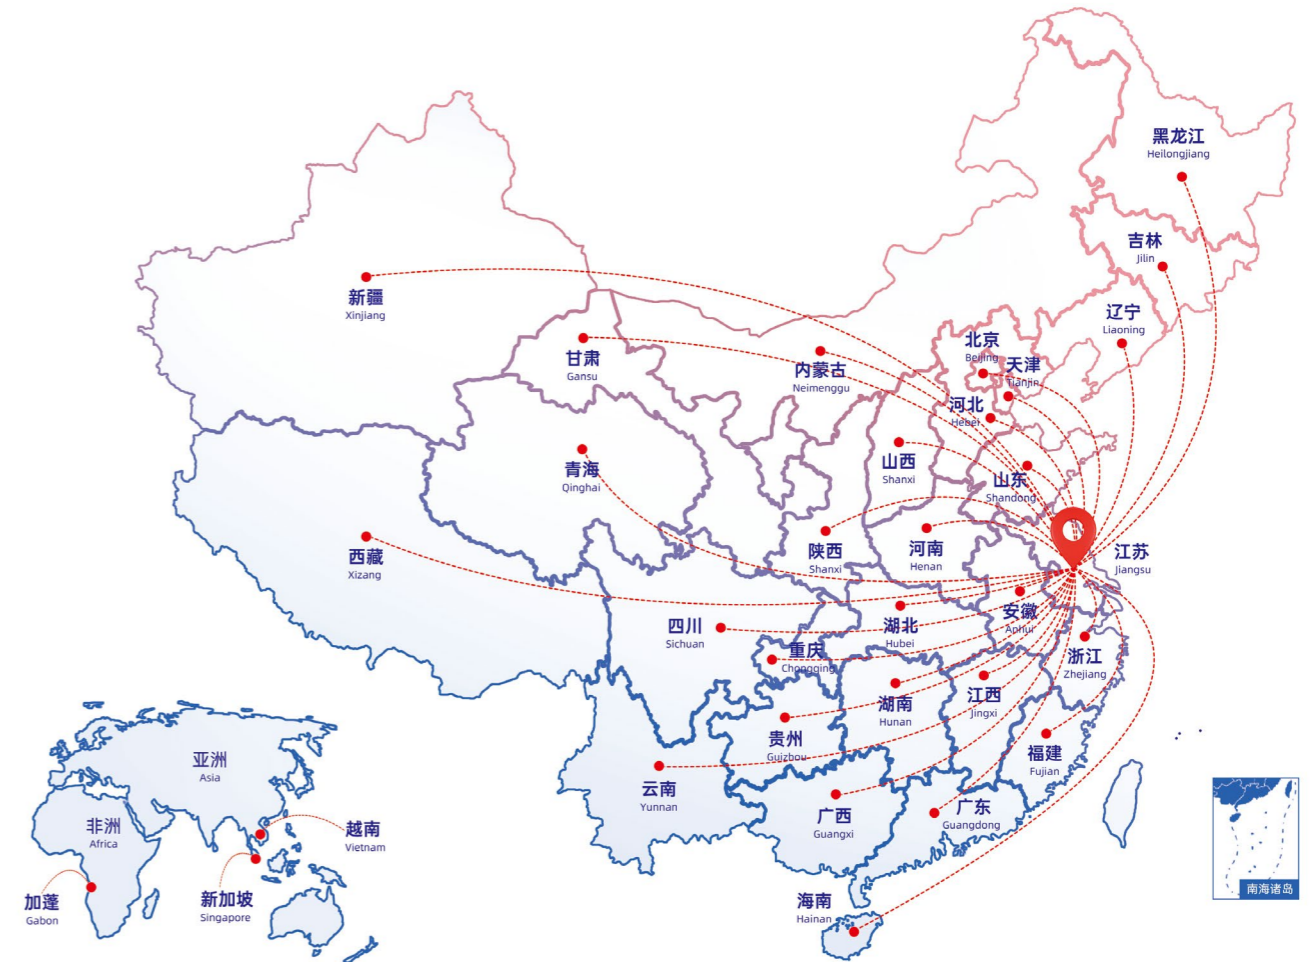 黑龙江
Heilongjiang
吉林
Jilin
新疆
Xinjiang
辽宁
Liaoning
北京
Beijing
甘肃
Gansu
内蒙古
Neimenggu
天津
Tianjin
河北
Hebei
青海
Qinghai
山西
Shanxi
山东
Shandong
西藏
Xizang
陕西
Shanxi
河南
Henan
江苏
Jiangsu
四川
Sichuan
湖北
Hubei
安徽
Anhui
重庆
Chongqing
浙江
Zhejiang
湖南
Hunan
江西
Jingxi
贵州
Guizhou
福建
Fujian
云南
Yunnan
广西
Guangxi
广东
Guangdong
海南
Hainan
亚洲
Asia
非洲
Africa
越南
Vietnam
加蓬
Gabon
新加坡
Singapore
南海诸岛